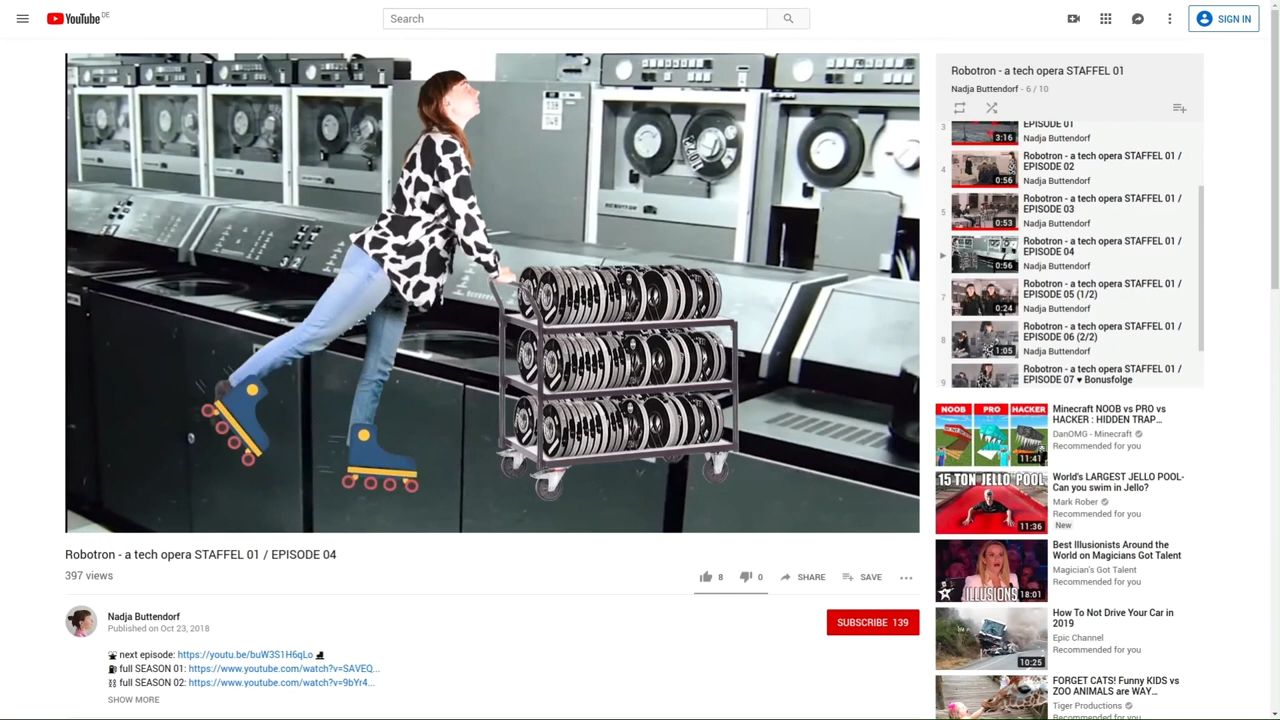 YouTube DE
Search
SIGN IN
Robotron - a tech opera STAFFEL 01
Nadja Buttendorf - 6 / 10
3
EPISODE 01
3:16
Nadja Buttendorf
4
Robotron - a tech opera STAFFEL 01 /
EPISODE 02
0:56
Nadja Buttendorf
5
Robotron - a tech opera STAFFEL 01 /
EPISODE 03
0:53
Nadja Buttendorf
Robotron - a tech opera STAFFEL 01 /
EPISODE 04
0:56
Nadja Buttendorf
7
Robotron - a tech opera STAFFEL 01 /
EPISODE 05 (1/2)
0:24
Nadja Buttendorf
8
Robotron - a tech opera STAFFEL 01 /
EPISODE 06 (2/2)
1:05
Nadja Buttendorf
9
Robotron - a tech opera STAFFEL 01 /
EPISODE 07 ♥ Bonusfolge
Robotron - a tech opera STAFFEL 01 / EPISODE 04
397 views
8
0
SHARE
SAVE
Nadja Buttendorf
Published on Oct 23, 2018
SUBSCRIBE 139
next episode: https://youtu.be/buW3S1H6qLo
full SEASON 01: https://www.youtube.com/watch?v=SAVEQ...
full SEASON 02: https://www.youtube.com/watch?v=9bYr4...
SHOW MORE
NOOB PRO HACKER
11:41
Minecraft NOOB vs PRO vs
HACKER : HIDDEN TRAP...
DanOMG - Minecraft
Recommended for you
15 TON JELLO POOL
11:36
World's LARGEST JELLO POOL-
Can you swim in Jello?
Mark Rober
Recommended for you
New
ILLUSIONS
18:01
Best Illusionists Around the
World on Magicians Got Talent
Magician's Got Talent
Recommended for you
10:25
How To Not Drive Your Car in
2019
Epic Channel
Recommended for you
FORGET CATS! Funny KIDS vs
ZOO ANIMALS are WAY...
Tiger Productions
Recommended for you